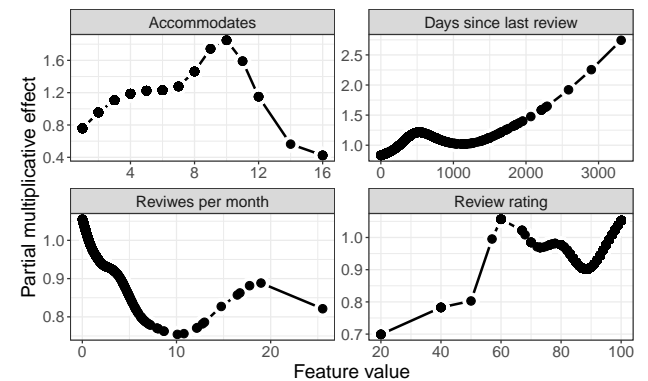 Accommodates
Days since last review
1.6
1.2
0.8
0.4
4 8 12 16
2.5
2.0
1.5
1.0
0 1000 2000 3000
Partial multiplicative effect
Reviwes per month
Review rating
1.0
0.9
0.8
0 10 20
1.0
0.9
0.8
0.7
20 40 60 80 100
Feature value